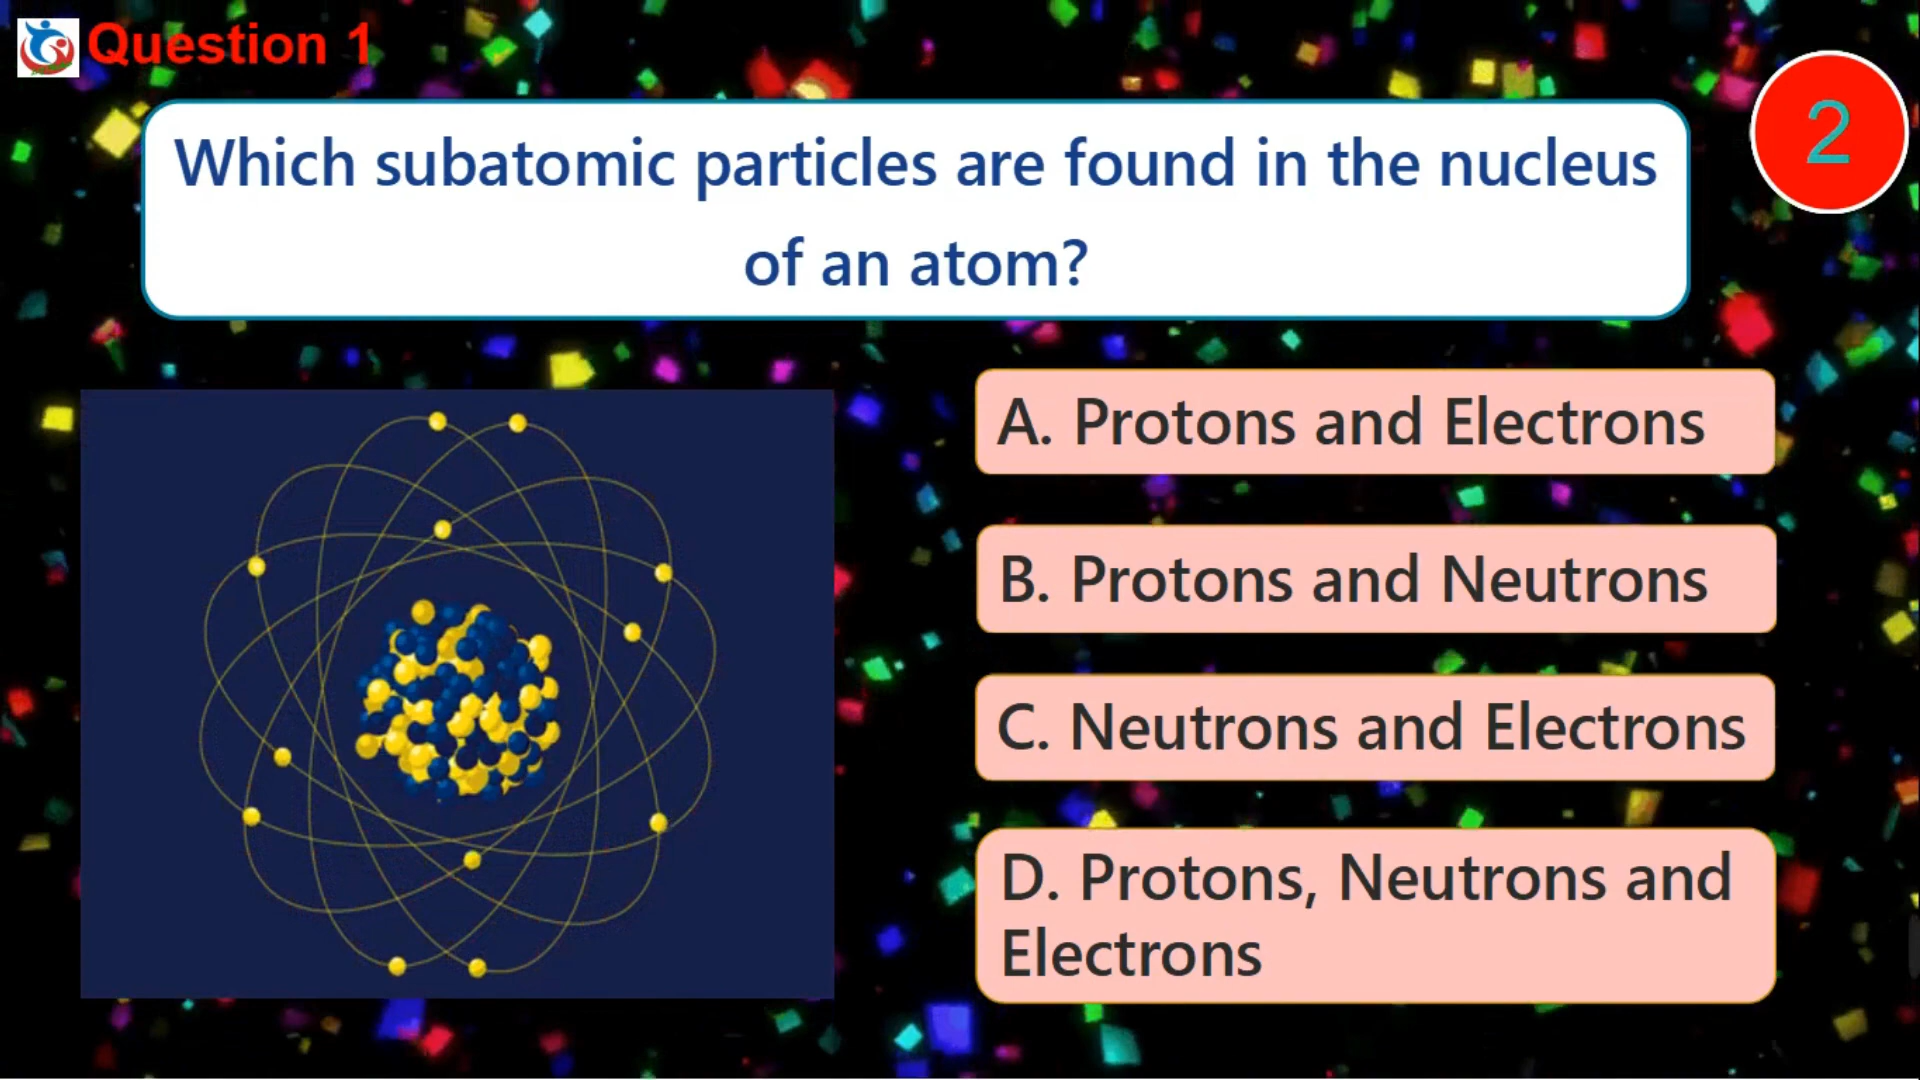 Question 1
2
Which subatomic particles are found in the nucleus
of an atom?
A. Protons and Electrons
B. Protons and Neutrons
C. Neutrons and Electrons
D. Protons, Neutrons and
Electrons